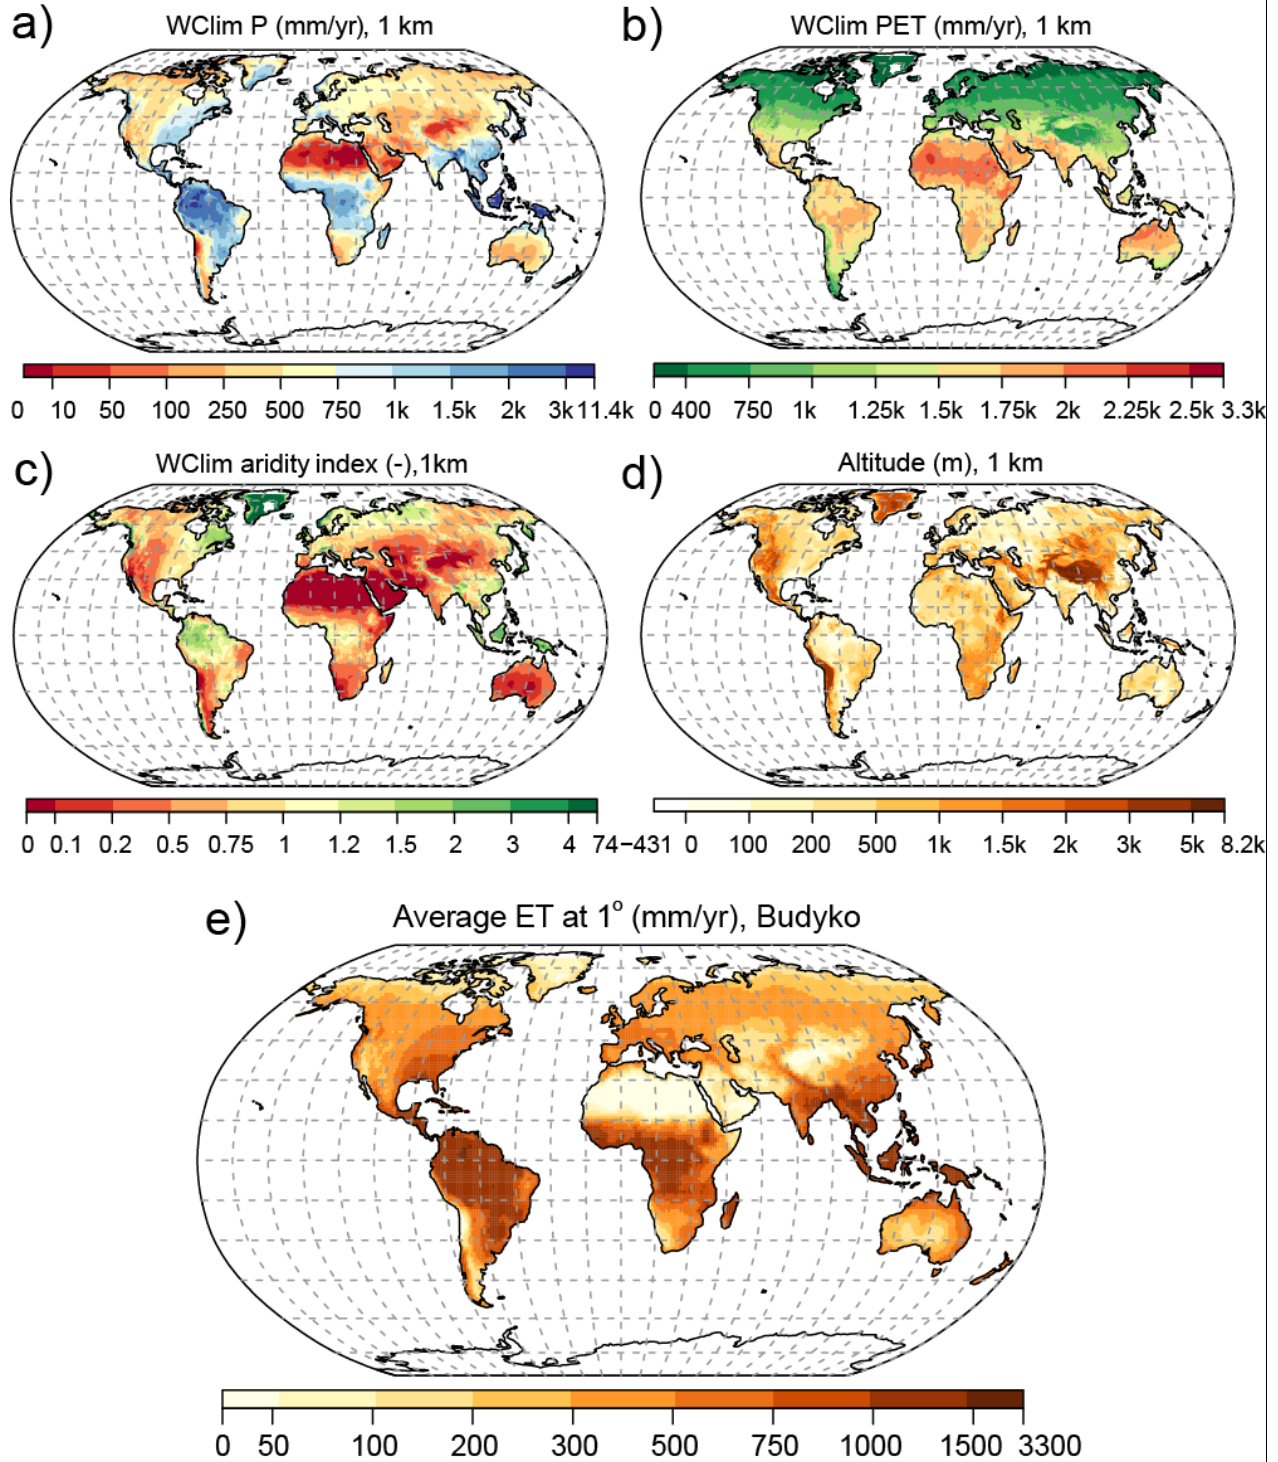 a)
WClim P (mm/yr), 1 km
0 10 50 100 250 500 750 1k 1.5k 2k 3k 11.4k
b)
WClim PET (mm/yr), 1 km
0 400 750 1k 1.25k 1.5k 1.75k 2k 2.25k 2.5k 3.3k
c)
WClim aridity index (-),1km
0 0.1 0.2 0.5 0.75 1 1.2 1.5 2 3 4 74
d)
Altitude (m), 1 km
−431 0 100 200 500 1k 1.5k 2k 3k 5k 8.2k
e)
Average ET at 1° (mm/yr), Budyko
0 50 100 200 300 500 750 1000 1500 3300